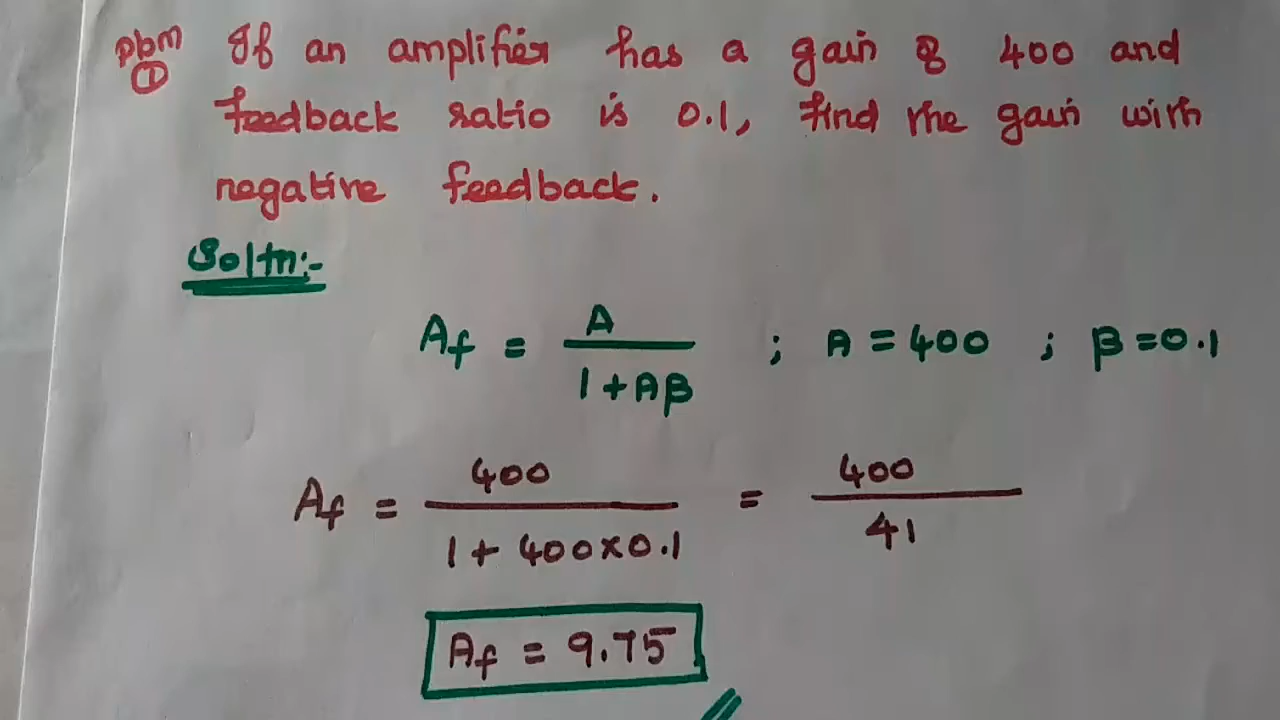 Pbm ① If an amplifier has a gain of 400 and
feedback ratio is 0.1, find the gain with
negative feedback.
Soltn:-
Af = A / 1 + Aβ ; A = 400 ; β = 0.1
Af = 400 / 1 + 400 × 0.1 = 400 / 41
Af = 9.75